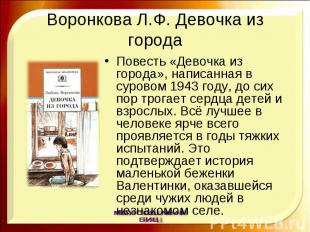 Воронкова Л.Ф. Девочка из
города
• Повесть «Девочка из
города», написанная в
суровом 1943 году, до сих
пор трогает сердца детей и
взрослых. Всё лучшее в
человеке ярче всего
проявляется в годы тяжких
испытаний. Это
подтверждает история
маленькой беженки
Валентинки, оказавшейся
среди чужих людей в
незнакомом селе.
ДЕВОЧКА
ИЗ ГОРОДА